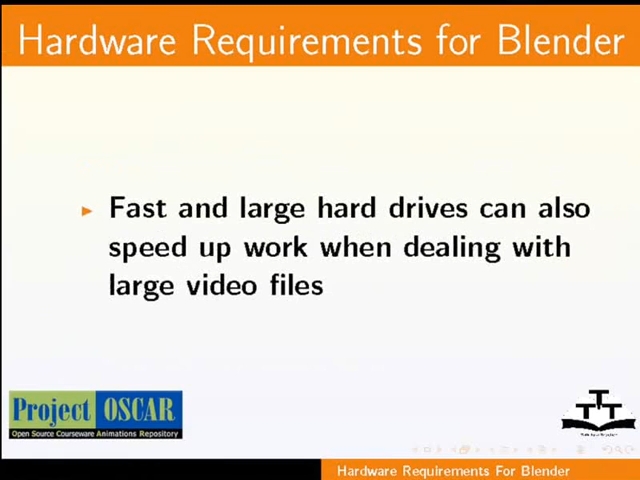 Hardware Requirements for Blender
Fast and large hard drives can also
speed up work when dealing with
large video files
Project OSCAR
Open Source Courseware Animations Repository
TTT
Hardware Requirements For Blender